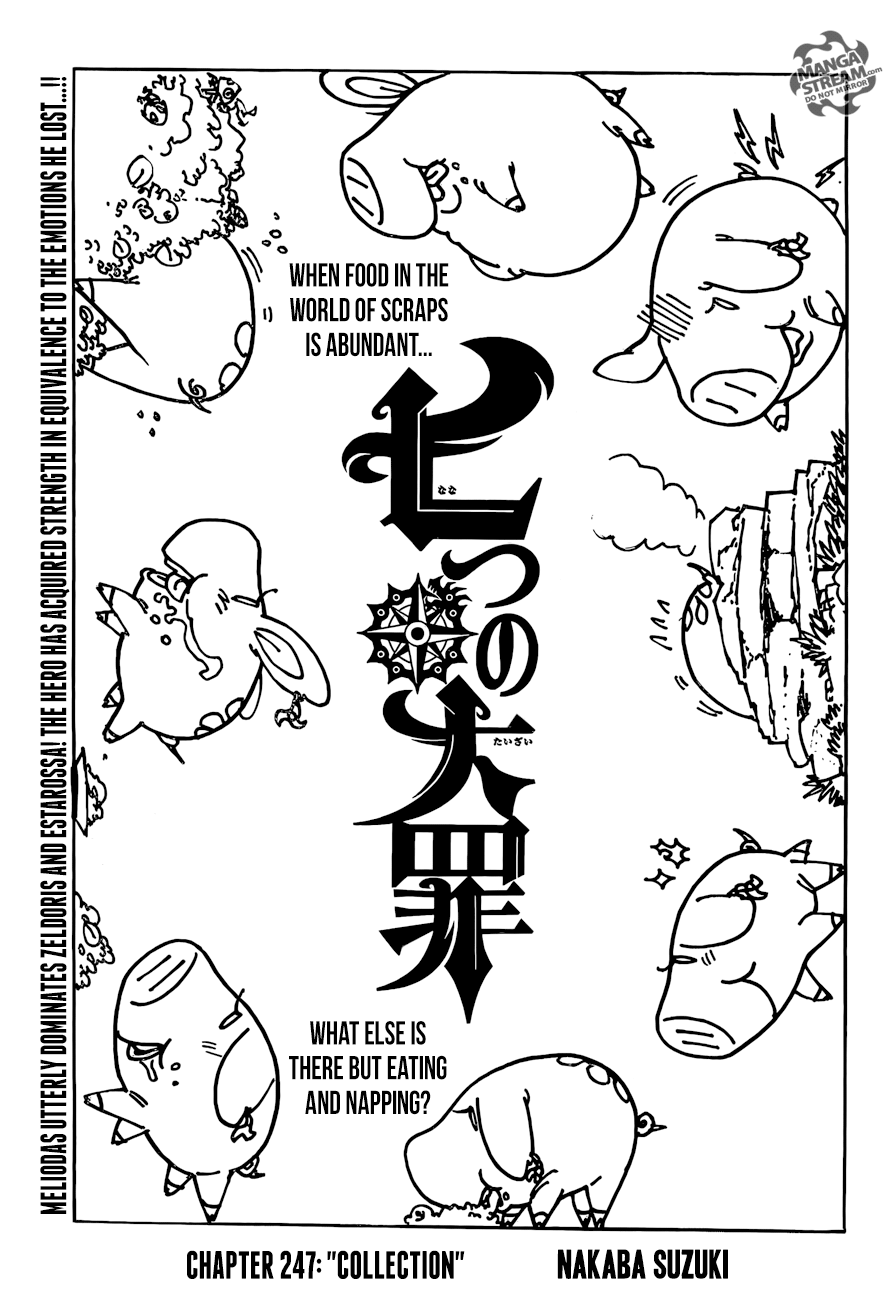 MANGA
STREAM.com
DO NOT MIRROR
MELIODAS UTTERLY DOMINATES ZELDORIS AND ESTAROSSA! THE HERO HAS ACQUIRED STRENGTH IN EQUIVALENCE TO THE EMOTIONS HE LOST....!!
WHEN FOOD IN THE
WORLD OF SCRAPS
IS ABUNDANT...
七つの大罪
なな
たいざい
WHAT ELSE IS
THERE BUT EATING
AND NAPPING?
CHAPTER 247: "COLLECTION"
NAKABA SUZUKI